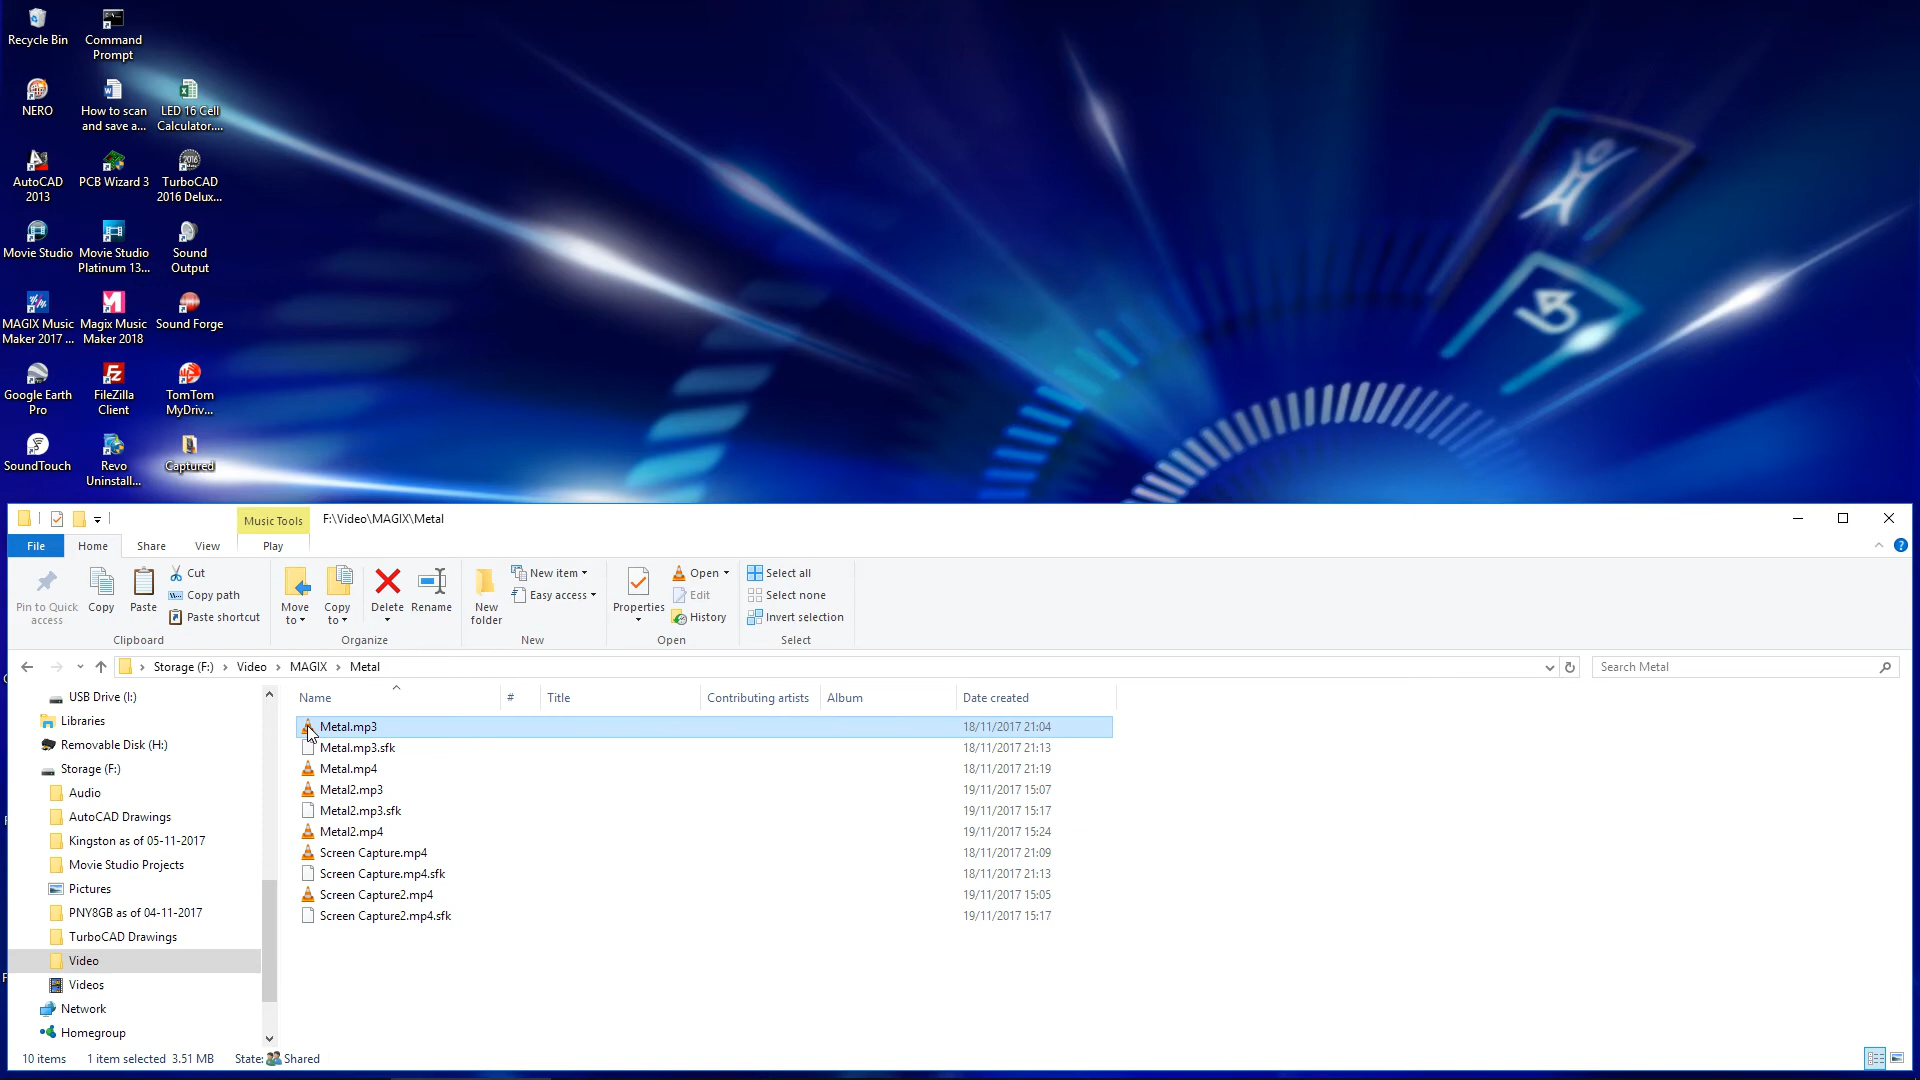 Recycle Bin
Command
Prompt
NERO
How to scan
and save a...
LED 16 Cell
Calculator....
AutoCAD
2013
PCB Wizard 3
TurboCAD
2016 Delux...
Movie Studio
Movie Studio
Platinum 13...
Sound
Output
MAGIX Music
Maker 2017 ...
Magix Music
Maker 2018
Sound Forge
Google Earth
Pro
FileZilla
Client
TomTom
MyDriv...
SoundTouch
Revo
Uninstall...
Captured
Music Tools
F:\Video\MAGIX\Metal
File
Home
Share
View
Play
Pin to Quick
access
Copy
Paste
Cut
Copy path
Paste shortcut
Clipboard
Move
to
Copy
to
Delete
Rename
Organize
New
folder
New item
Easy access
New
Properties
Open
Edit
History
Open
Select all
Select none
Invert selection
Select
Storage (F:) > Video > MAGIX > Metal
Search Metal
USB Drive (I:)
Libraries
Removable Disk (H:)
Storage (F:)
Audio
AutoCAD Drawings
Kingston as of 05-11-2017
Movie Studio Projects
Pictures
PNY8GB as of 04-11-2017
TurboCAD Drawings
Video
Videos
Network
Homegroup
Name # Title Contributing artists Album Date created
Metal.mp3 18/11/2017 21:04
Metal.mp3.sfk 18/11/2017 21:13
Metal.mp4 18/11/2017 21:19
Metal2.mp3 19/11/2017 15:07
Metal2.mp3.sfk 19/11/2017 15:17
Metal2.mp4 19/11/2017 15:24
Screen Capture.mp4 18/11/2017 21:09
Screen Capture.mp4.sfk 18/11/2017 21:13
Screen Capture2.mp4 19/11/2017 15:05
Screen Capture2.mp4.sfk 19/11/2017 15:17
10 items 1 item selected 3.51 MB State: Shared